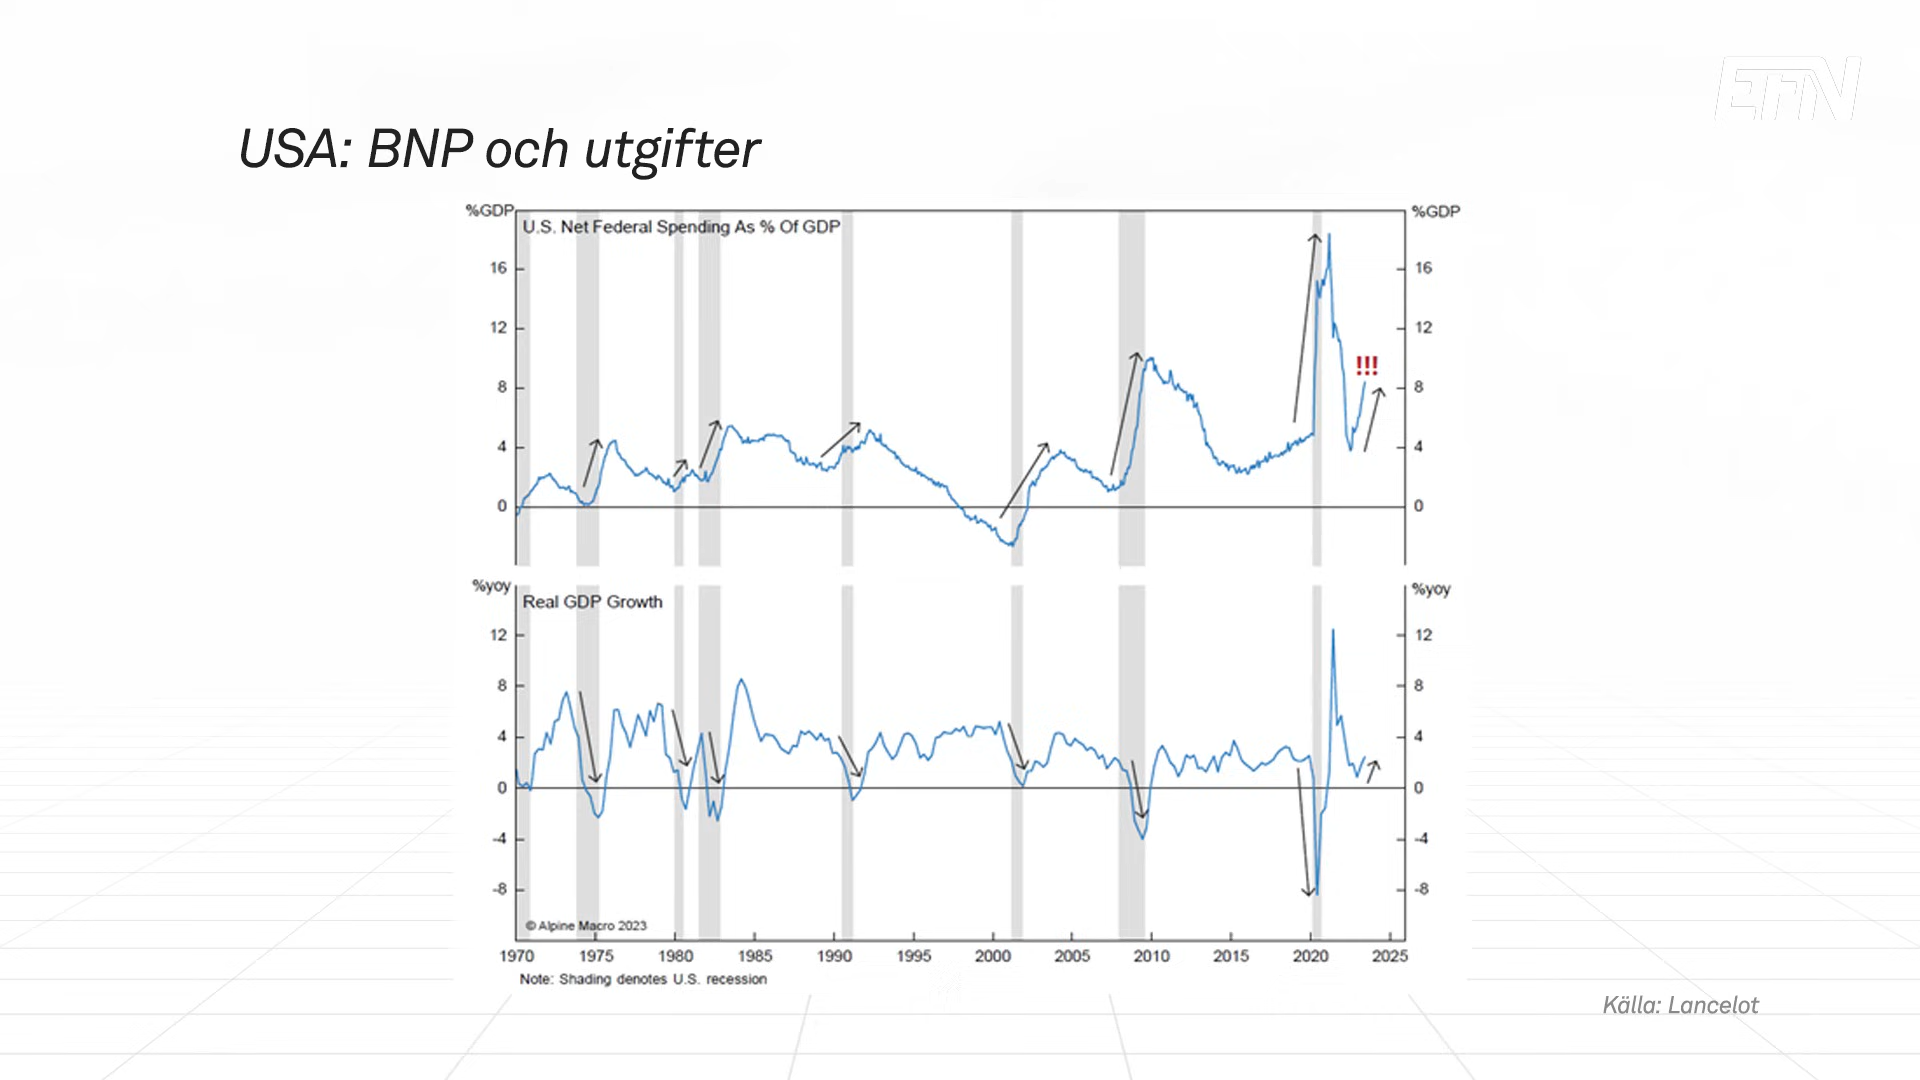 EFN
USA: BNP och utgifter
%GDP %GDP
U.S. Net Federal Spending As % Of GDP
16 16
12 12
!!!
8 8
4 4
0 0
%yoy %yoy
Real GDP Growth
12 12
8 8
4 4
0 0
-4 -4
-8 -8
© Alpine Macro 2023
1970 1975 1980 1985 1990 1995 2000 2005 2010 2015 2020 2025
Note: Shading denotes U.S. recession
Källa: Lancelot